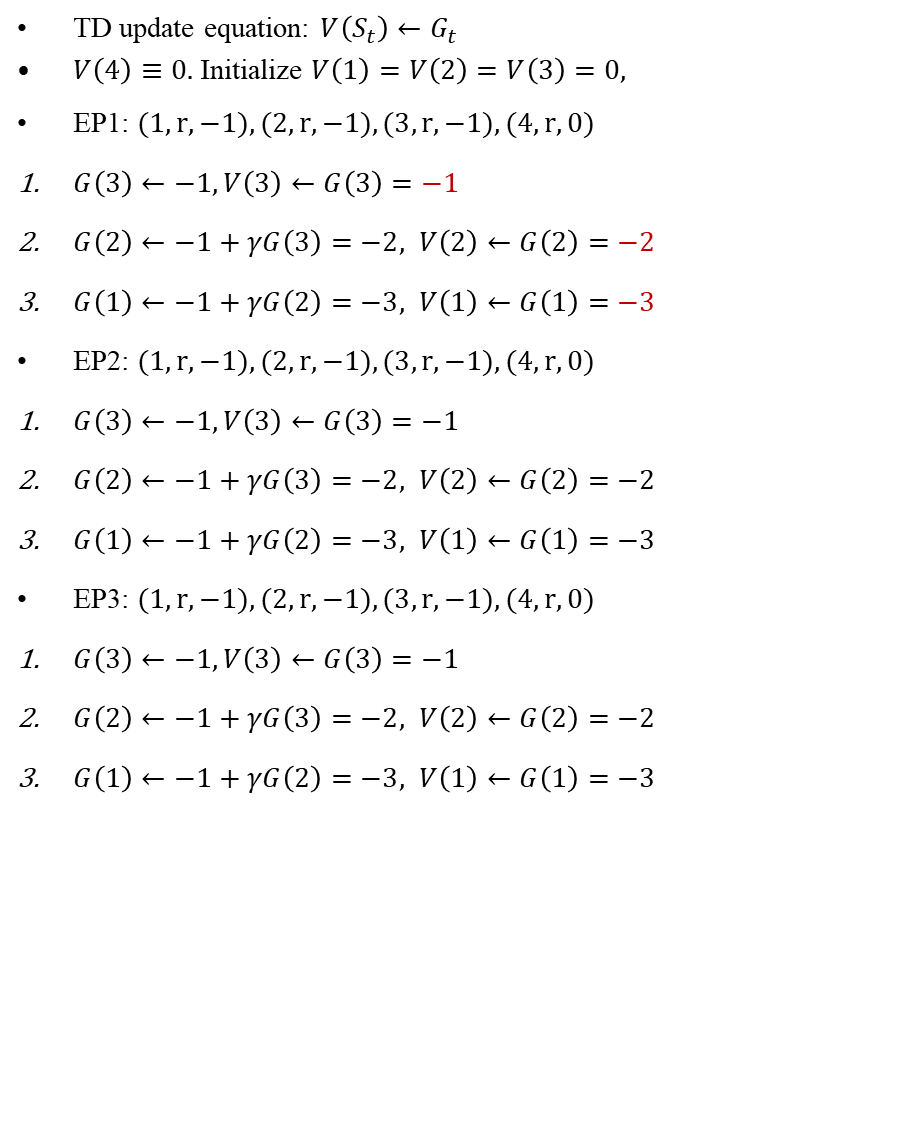 • TD update equation: V(Sₜ) ← Gₜ
• V(4) ≡ 0. Initialize V(1) = V(2) = V(3) = 0,
• EP1: (1, r, −1), (2, r, −1), (3, r, −1), (4, r, 0)
1. G(3) ← −1, V(3) ← G(3) = −1
2. G(2) ← −1 + γG(3) = −2, V(2) ← G(2) = −2
3. G(1) ← −1 + γG(2) = −3, V(1) ← G(1) = −3
• EP2: (1, r, −1), (2, r, −1), (3, r, −1), (4, r, 0)
1. G(3) ← −1, V(3) ← G(3) = −1
2. G(2) ← −1 + γG(3) = −2, V(2) ← G(2) = −2
3. G(1) ← −1 + γG(2) = −3, V(1) ← G(1) = −3
• EP3: (1, r, −1), (2, r, −1), (3, r, −1), (4, r, 0)
1. G(3) ← −1, V(3) ← G(3) = −1
2. G(2) ← −1 + γG(3) = −2, V(2) ← G(2) = −2
3. G(1) ← −1 + γG(2) = −3, V(1) ← G(1) = −3